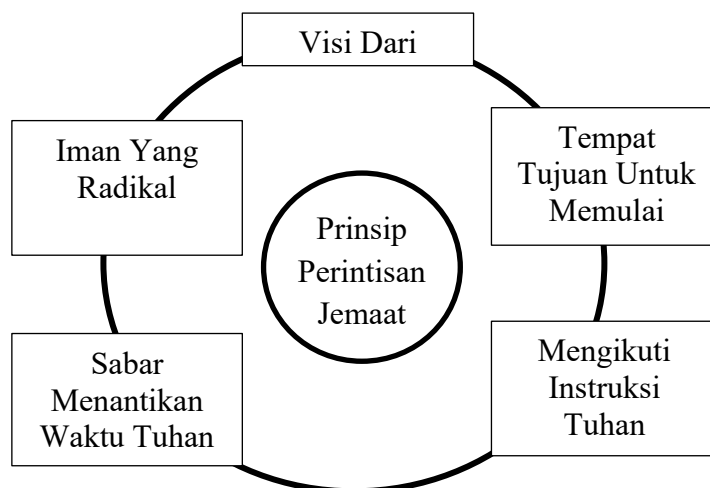 Visi Dari
Tempat
Tujuan Untuk
Memulai
Mengikuti
Instruksi
Tuhan
Sabar
Menantikan
Waktu Tuhan
Iman Yang
Radikal
Prinsip
Perintisan
Jemaat